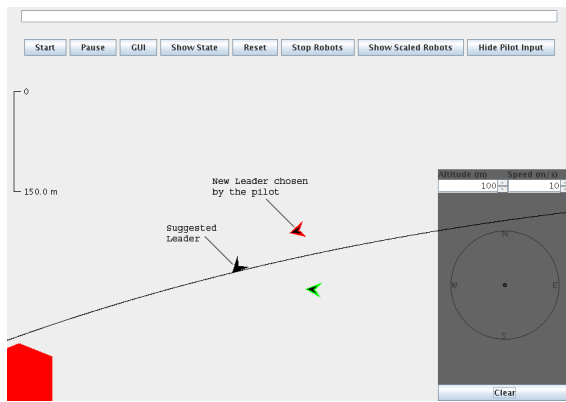 Start Pause GUI Show State Reset Stop Robots Show Scaled Robots Hide Pilot Input
0
150.0 m
New Leader chosen
by the pilot
Suggested
Leader
Altitude (m) Speed (m/s)
100 10
N
W E
S
Clear